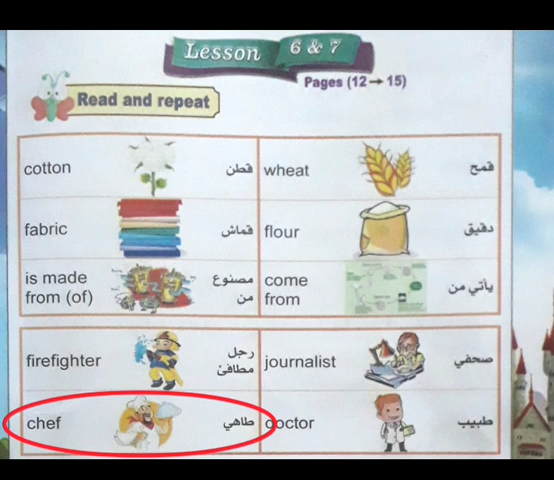 Lesson 6 & 7
Pages (12→ 15)
Read and repeat
cotton قطن
wheat قمح
fabric قماش
flour دقيق
is made مصنوع
from (of) من
come يأتي من
from
firefighter رجل
مطافئ
journalist صحفي
chef طاهي
doctor طبيب